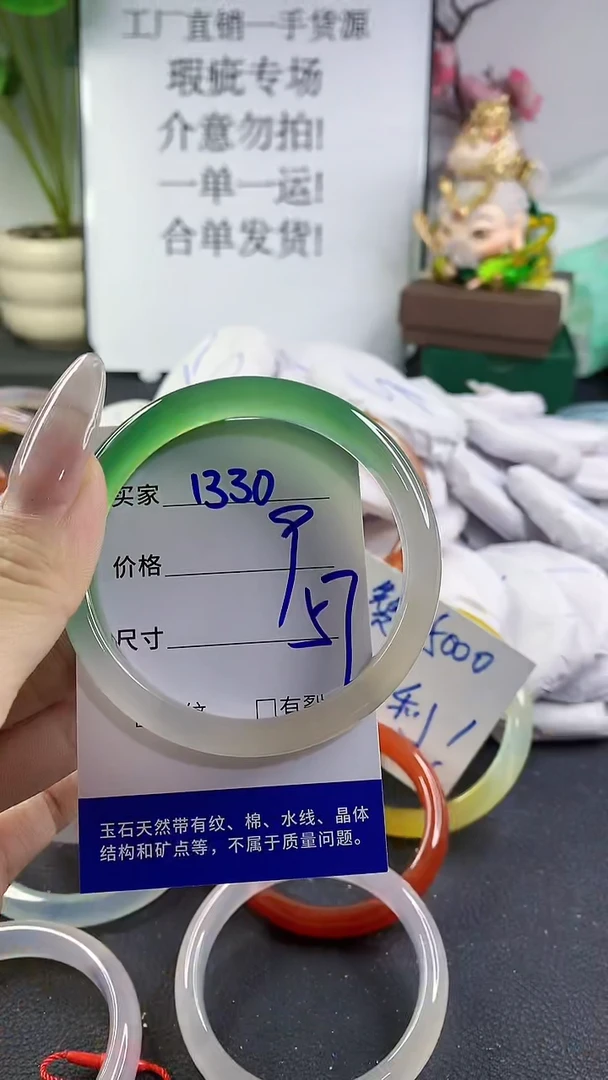 工厂直销一手货源
瑕疵专场
介意勿拍!
一单一运!
合单发货!
买家 1330
价格
尺寸 57
纹 □有裂
玉石天然带有纹、棉、水线、晶体
结构和矿点等，不属于质量问题。
5000
利!